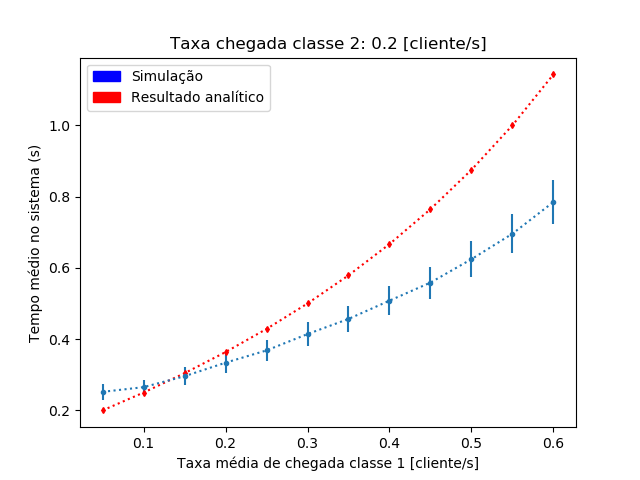 Taxa chegada classe 2: 0.2 [cliente/s]
Simulação
Resultado analítico
Tempo médio no sistema (s)
1.0
0.8
0.6
0.4
0.2
0.1 0.2 0.3 0.4 0.5 0.6
Taxa média de chegada classe 1 [cliente/s]